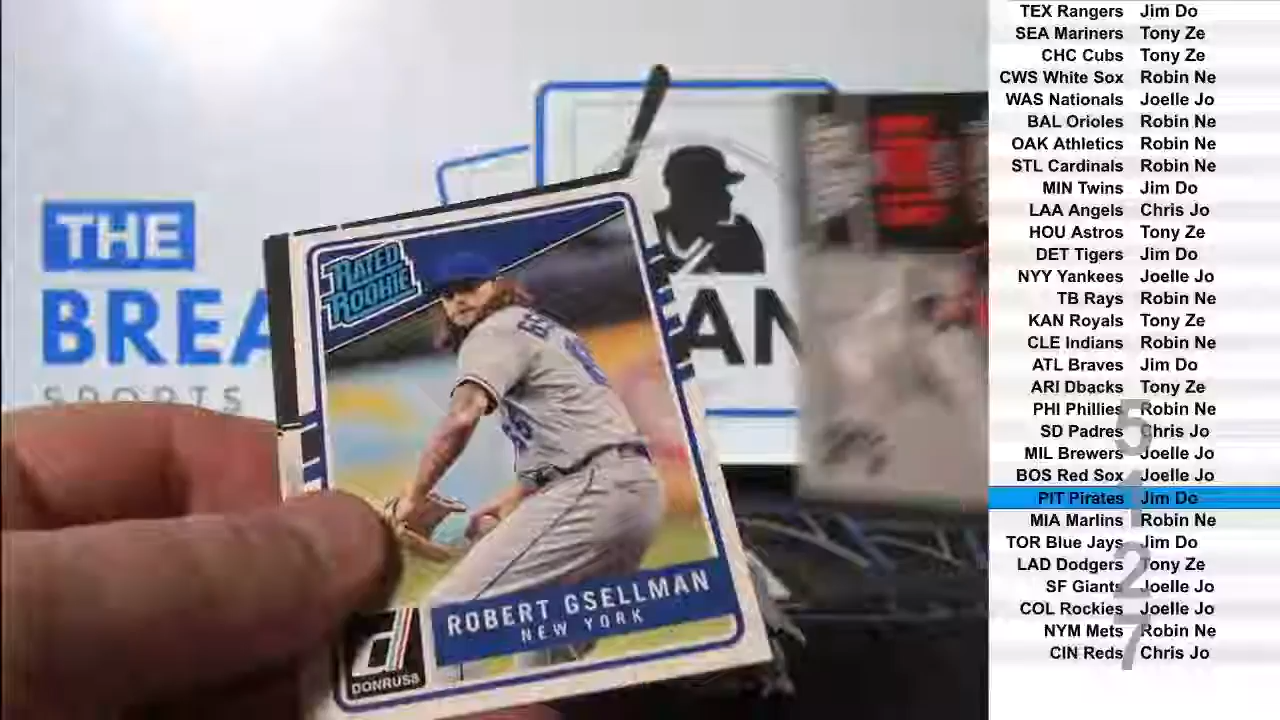 THE
BREA
SPORTS
AN
RATED
ROOKIE
ROBERT GSELLMAN
NEW YORK
d
DONRUSS
TEX Rangers Jim Do
SEA Mariners Tony Ze
CHC Cubs Tony Ze
CWS White Sox Robin Ne
WAS Nationals Joelle Jo
BAL Orioles Robin Ne
OAK Athletics Robin Ne
STL Cardinals Robin Ne
MIN Twins Jim Do
LAA Angels Chris Jo
HOU Astros Tony Ze
DET Tigers Jim Do
NYY Yankees Joelle Jo
TB Rays Robin Ne
KAN Royals Tony Ze
CLE Indians Robin Ne
ATL Braves Jim Do
ARI Dbacks Tony Ze
PHI Phillies Robin Ne
SD Padres Chris Jo
MIL Brewers Joelle Jo
BOS Red Sox Joelle Jo
PIT Pirates Jim Do
MIA Marlins Robin Ne
TOR Blue Jays Jim Do
LAD Dodgers Tony Ze
SF Giants Joelle Jo
COL Rockies Joelle Jo
NYM Mets Robin Ne
CIN Reds Chris Jo
5
1
2
7